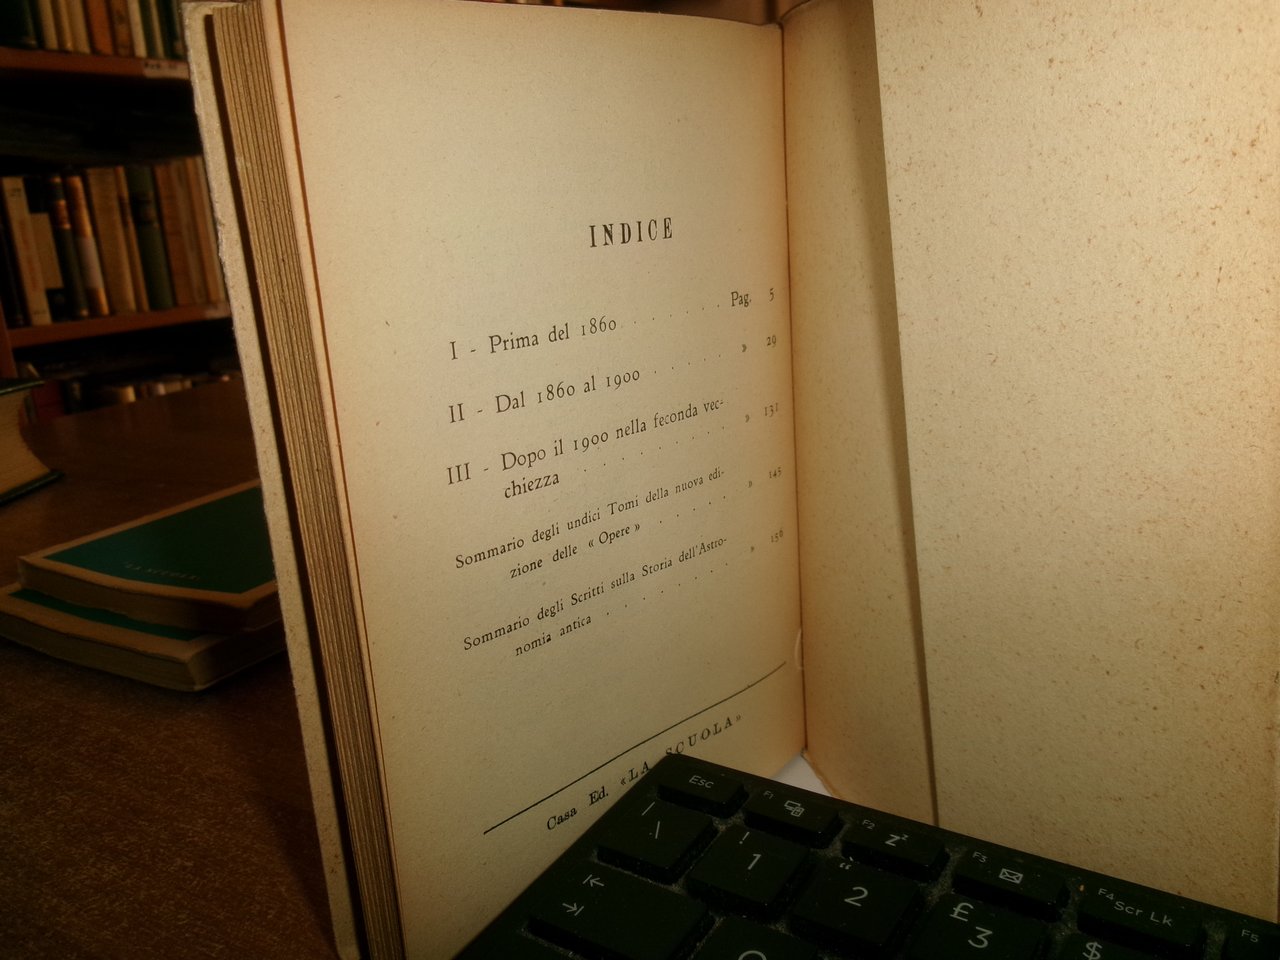 INDICE
I - Prima del 1860 . . . . . . Pag. 5
II - Dal 1860 al 1900 . . . . . » 29
III - Dopo il 1900 nella feconda vec-
chiezza . . . . . . . » 131
Sommario degli undici Tomi della nuova edi-
zione delle « Opere » . . . . » 145
Sommario degli Scritti sulla Storia dell'Astro-
nomia antica . . . . . . » 156
Casa Ed. «LA SCUOLA»
Esc
F1
F2
zz
F3
F4
Scr Lk
F5
| \
! 1
" 2
£ 3
$